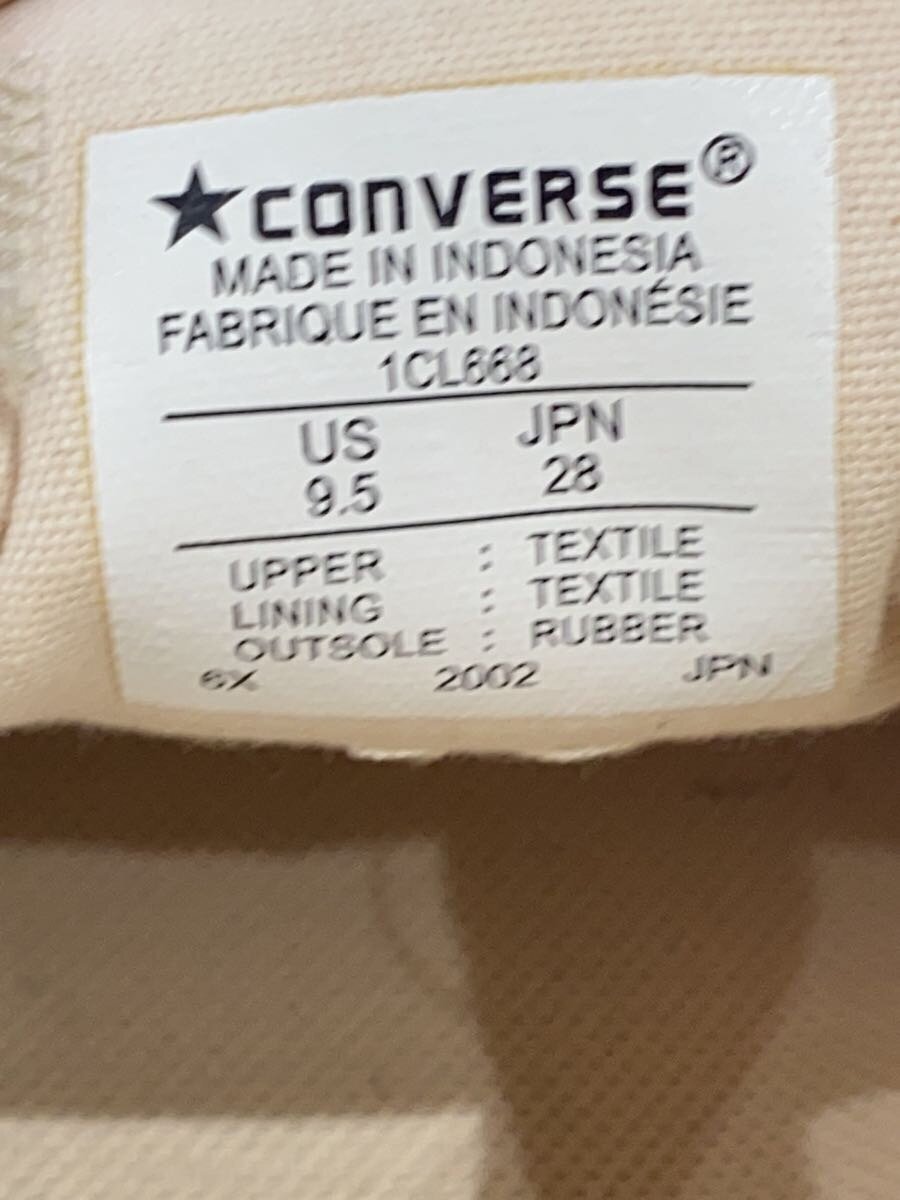 ★CONVERSE®
MADE IN INDONESIA
FABRIQUE EN INDONÉSIE
1CL668
US JPN
9.5 28
UPPER : TEXTILE
LINING : TEXTILE
OUTSOLE : RUBBER
6X 2002 JPN